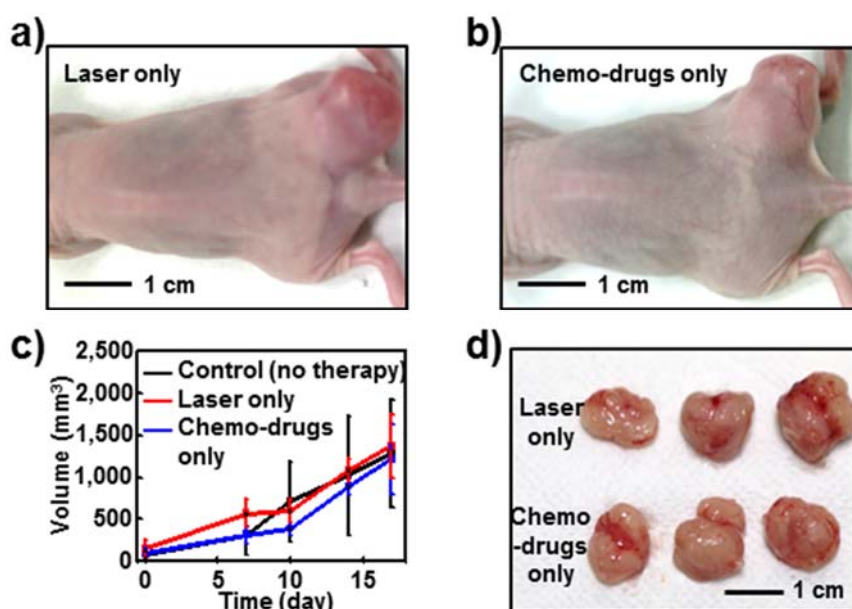 a)
Laser only
1 cm
b)
Chemo-drugs only
1 cm
c)
Volume (mm³)
2,500
2,000
1,500
1,000
500
0
Control (no therapy)
Laser only
Chemo-drugs
only
0
5
10
15
Time (day)
d)
Laser
only
Chemo
-drugs
only
1 cm